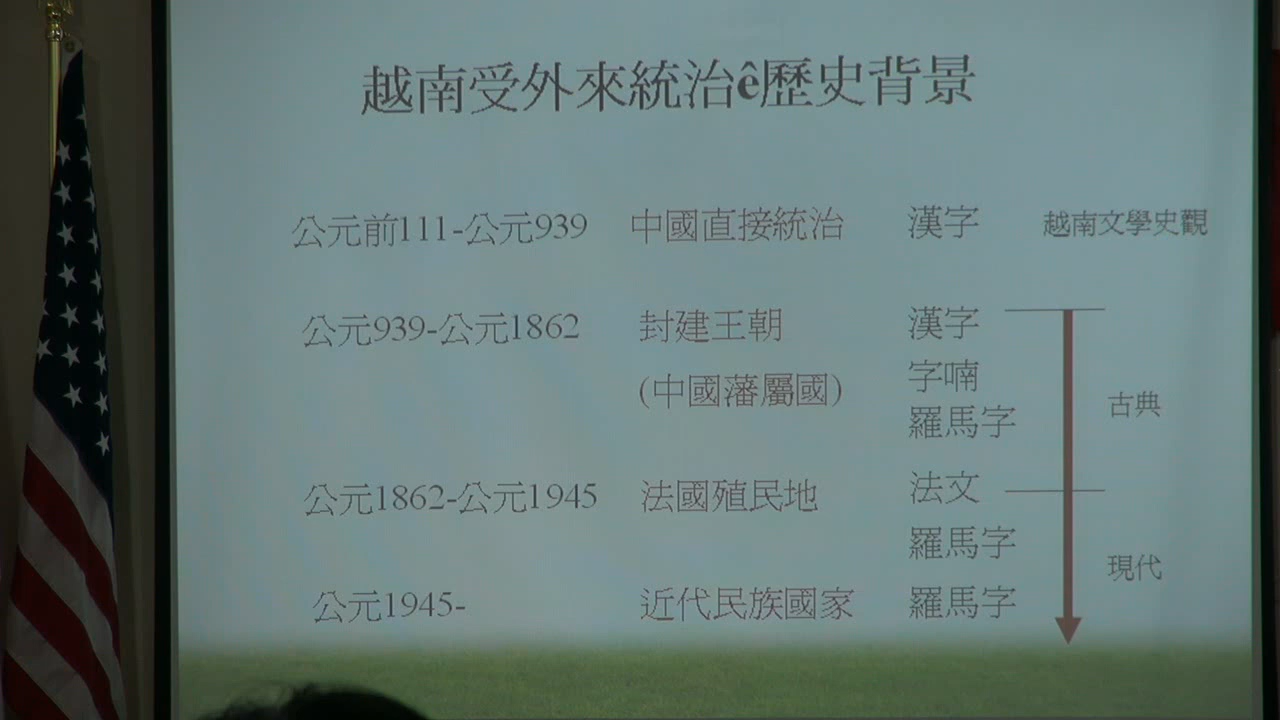 越南受外來統治ê歷史背景
公元前111-公元939 中國直接統治 漢字 越南文學史觀
公元939-公元1862 封建王朝 漢字
(中國藩屬國) 字喃
古典
羅馬字
公元1862-公元1945 法國殖民地 法文
羅馬字
現代
公元1945- 近代民族國家 羅馬字